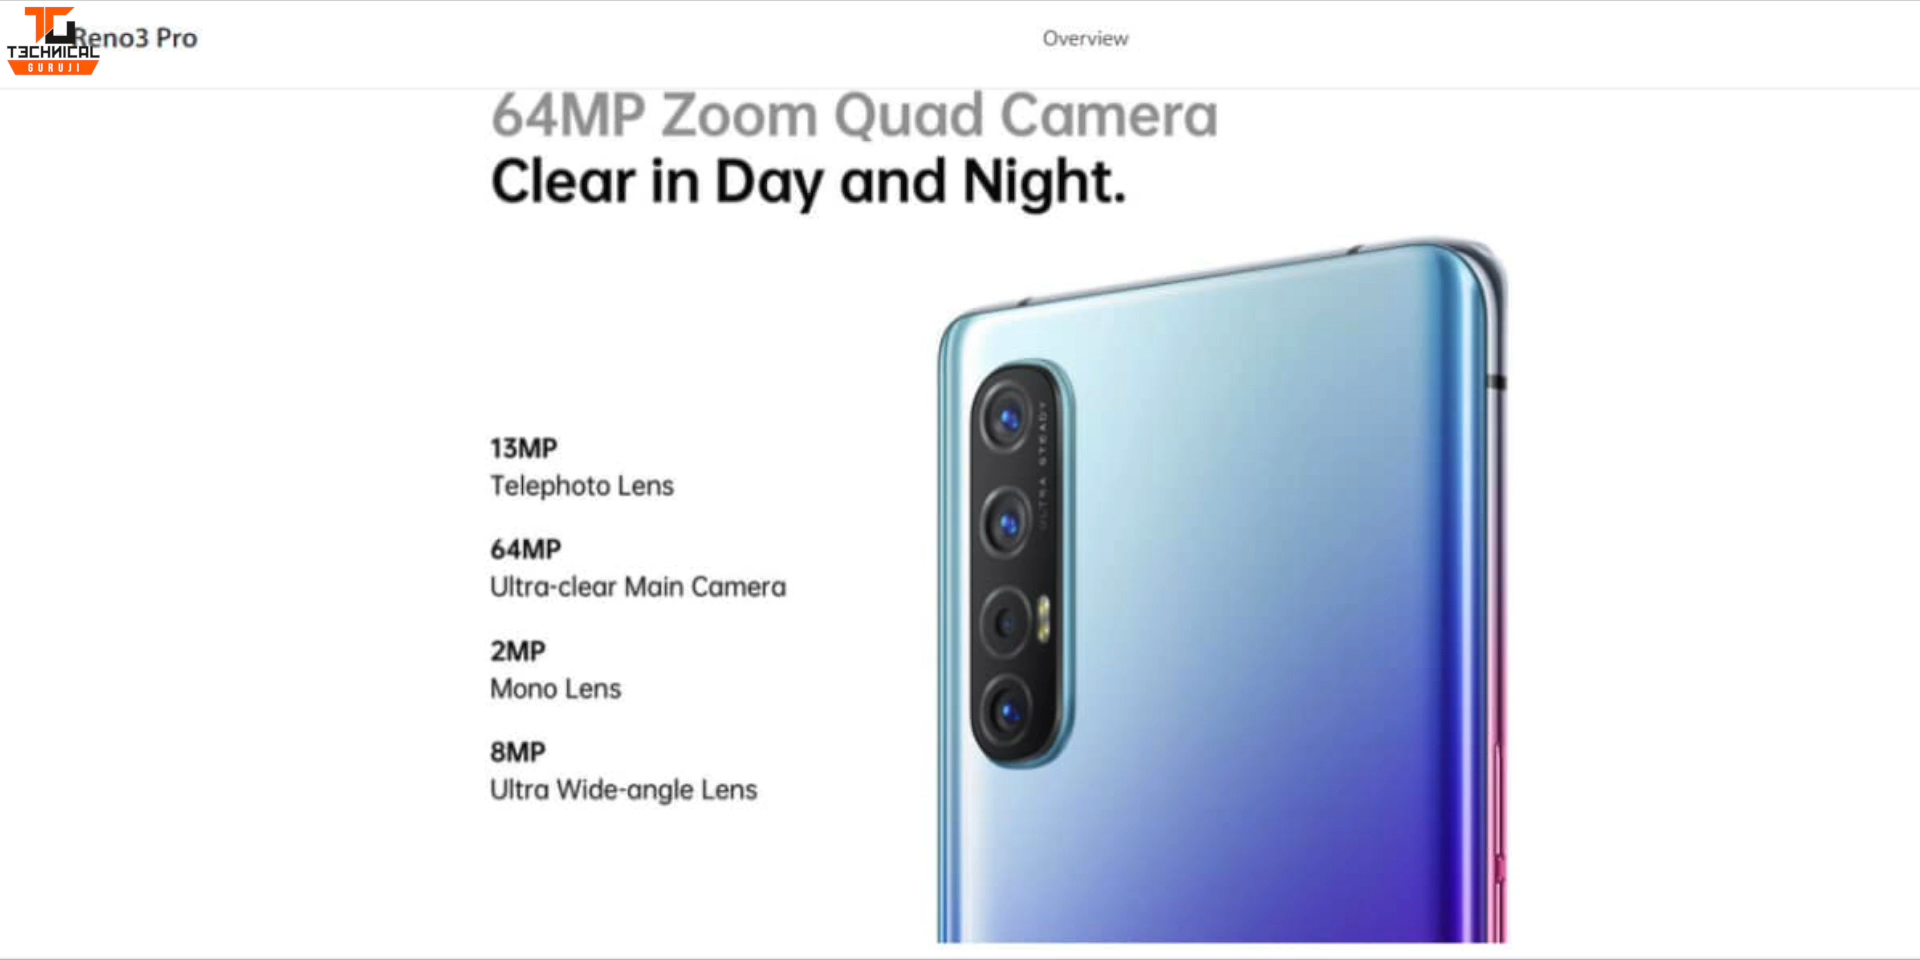 TECHNICAL
GURUJI
Reno3 Pro
Overview
64MP Zoom Quad Camera
Clear in Day and Night.
13MP
Telephoto Lens
64MP
Ultra-clear Main Camera
2MP
Mono Lens
8MP
Ultra Wide-angle Lens
ULTRA STEADY